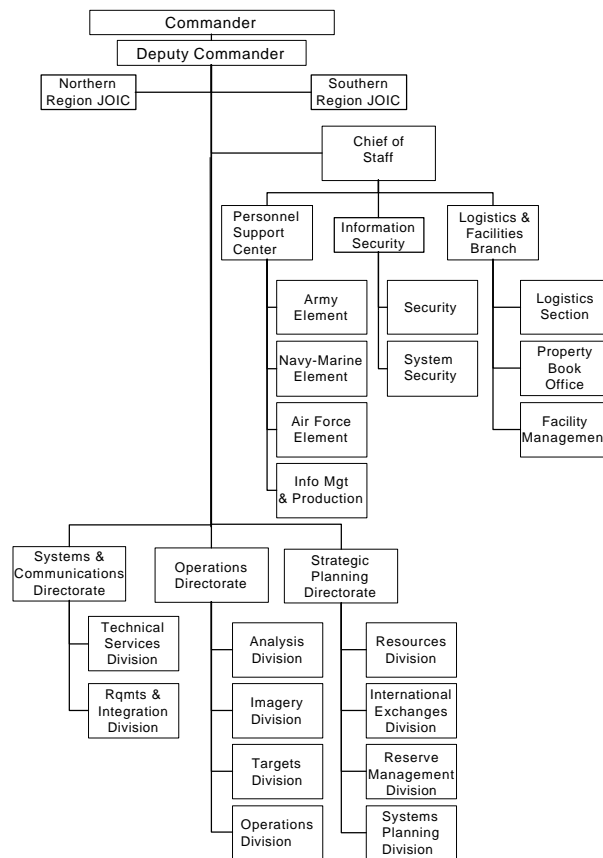 Commander
Deputy Commander
Northern
Region JOIC
Southern
Region JOIC
Chief of
Staff
Personnel
Support
Center
Information
Security
Logistics &
Facilities
Branch
Army
Element
Navy-Marine
Element
Air Force
Element
Info Mgt
& Production
Security
System
Security
Logistics
Section
Property
Book
Office
Facility
Management
Systems &
Communications
Directorate
Technical
Services
Division
Rqmts &
Integration
Division
Operations
Directorate
Analysis
Division
Imagery
Division
Targets
Division
Operations
Division
Strategic
Planning
Directorate
Resources
Division
International
Exchanges
Division
Reserve
Management
Division
Systems
Planning
Division